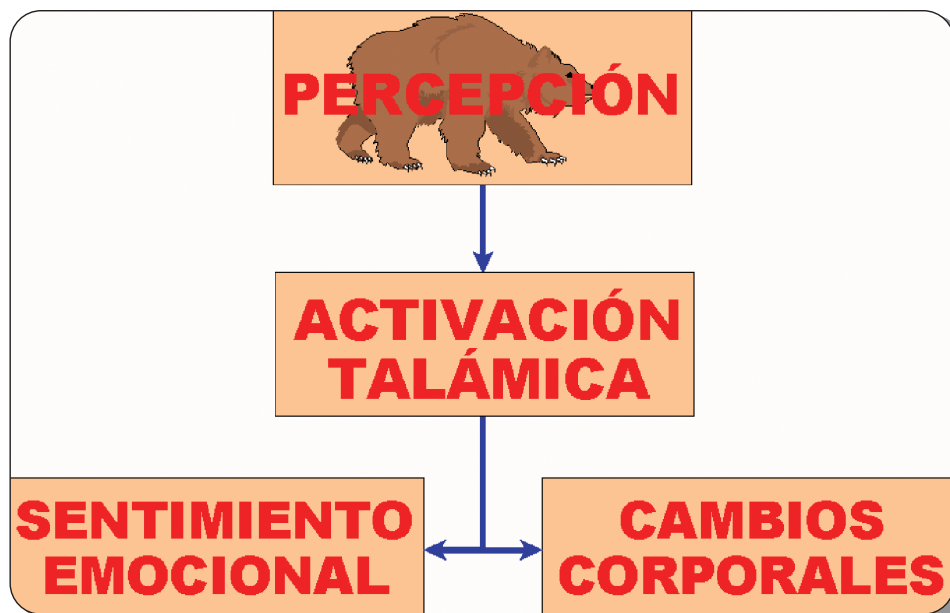 PERCEPCIÓN
ACTIVACIÓN
TALÁMICA
SENTIMIENTO
EMOCIONAL
CAMBIOS
CORPORALES